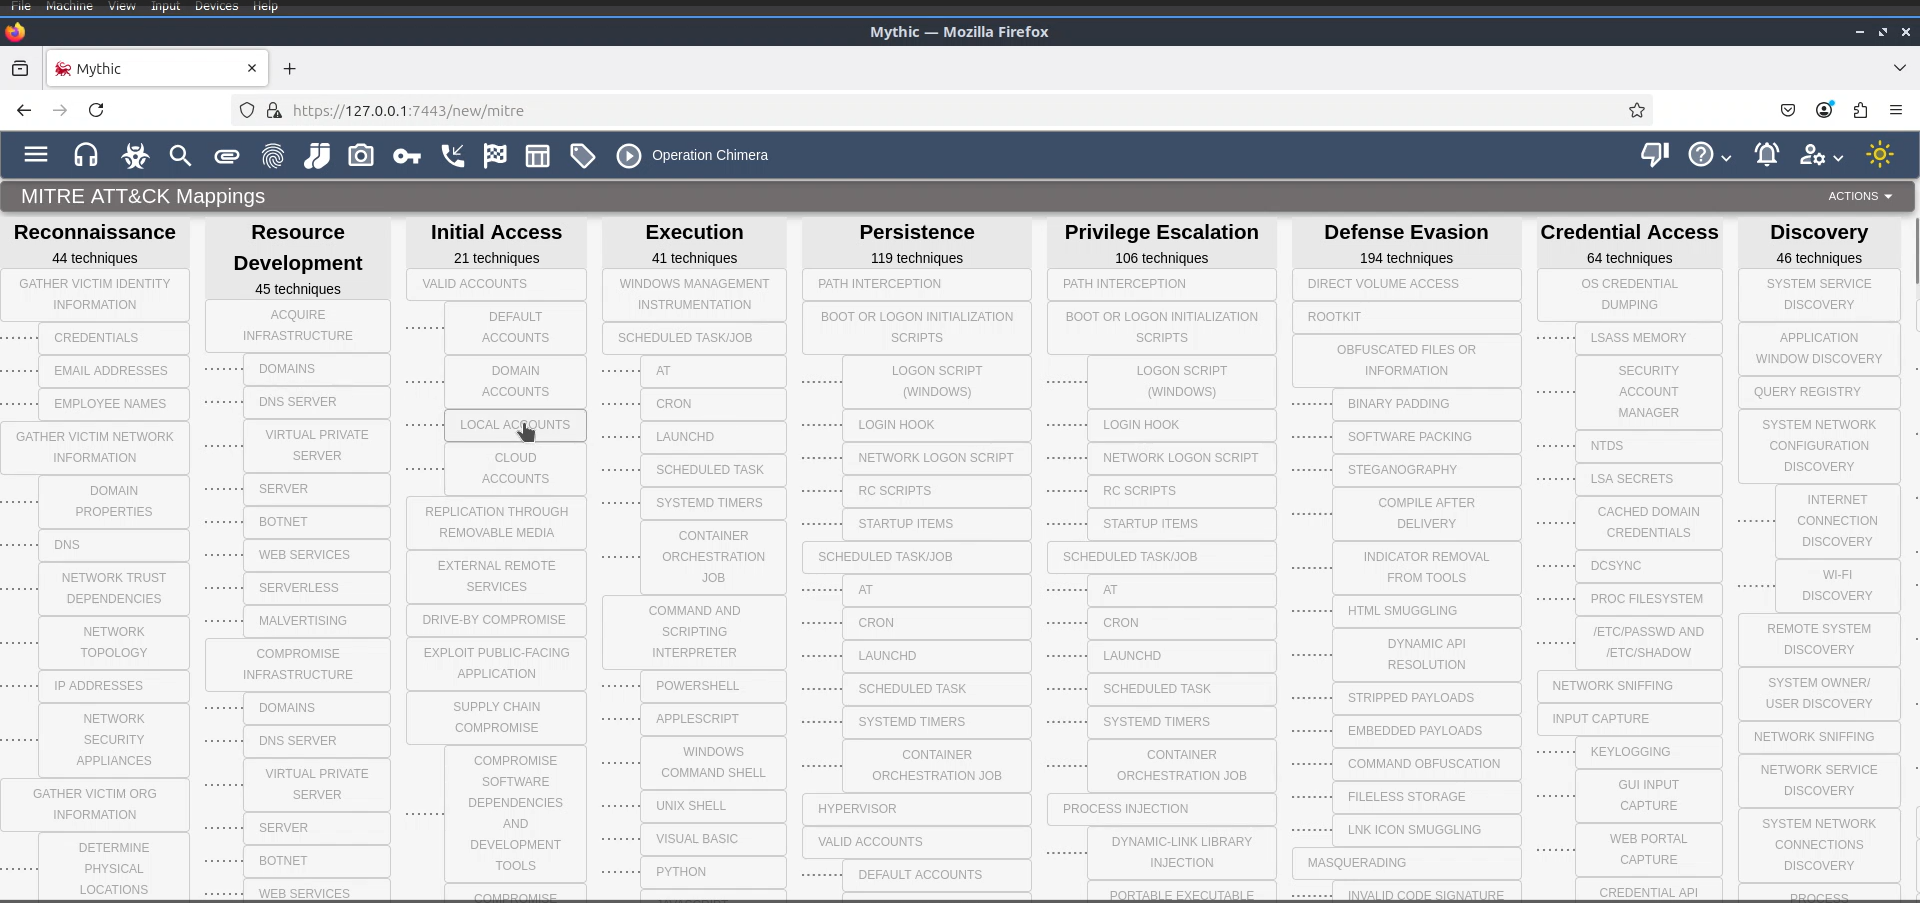 File Machine View Input Devices Help
Mythic — Mozilla Firefox
Mythic
https://127.0.0.1:7443/new/mitre
Operation Chimera
MITRE ATT&CK Mappings
ACTIONS
Reconnaissance
44 techniques
GATHER VICTIM IDENTITY
INFORMATION
CREDENTIALS
EMAIL ADDRESSES
EMPLOYEE NAMES
GATHER VICTIM NETWORK
INFORMATION
DOMAIN
PROPERTIES
DNS
NETWORK TRUST
DEPENDENCIES
NETWORK
TOPOLOGY
IP ADDRESSES
NETWORK
SECURITY
APPLIANCES
GATHER VICTIM ORG
INFORMATION
DETERMINE
PHYSICAL
LOCATIONS
Resource
Development
45 techniques
ACQUIRE
INFRASTRUCTURE
DOMAINS
DNS SERVER
VIRTUAL PRIVATE
SERVER
SERVER
BOTNET
WEB SERVICES
SERVERLESS
MALVERTISING
COMPROMISE
INFRASTRUCTURE
DOMAINS
DNS SERVER
VIRTUAL PRIVATE
SERVER
SERVER
BOTNET
WEB SERVICES
Initial Access
21 techniques
VALID ACCOUNTS
DEFAULT
ACCOUNTS
DOMAIN
ACCOUNTS
LOCAL ACCOUNTS
CLOUD
ACCOUNTS
REPLICATION THROUGH
REMOVABLE MEDIA
EXTERNAL REMOTE
SERVICES
DRIVE-BY COMPROMISE
EXPLOIT PUBLIC-FACING
APPLICATION
SUPPLY CHAIN
COMPROMISE
COMPROMISE
SOFTWARE
DEPENDENCIES
AND
DEVELOPMENT
TOOLS
COMPROMISE
Execution
41 techniques
WINDOWS MANAGEMENT
INSTRUMENTATION
SCHEDULED TASK/JOB
AT
CRON
LAUNCHD
SCHEDULED TASK
SYSTEMD TIMERS
CONTAINER
ORCHESTRATION
JOB
COMMAND AND
SCRIPTING
INTERPRETER
POWERSHELL
APPLESCRIPT
WINDOWS
COMMAND SHELL
UNIX SHELL
VISUAL BASIC
PYTHON
Persistence
119 techniques
PATH INTERCEPTION
BOOT OR LOGON INITIALIZATION
SCRIPTS
LOGON SCRIPT
(WINDOWS)
LOGIN HOOK
NETWORK LOGON SCRIPT
RC SCRIPTS
STARTUP ITEMS
SCHEDULED TASK/JOB
AT
CRON
LAUNCHD
SCHEDULED TASK
SYSTEMD TIMERS
CONTAINER
ORCHESTRATION JOB
HYPERVISOR
VALID ACCOUNTS
DEFAULT ACCOUNTS
Privilege Escalation
106 techniques
PATH INTERCEPTION
BOOT OR LOGON INITIALIZATION
SCRIPTS
LOGON SCRIPT
(WINDOWS)
LOGIN HOOK
NETWORK LOGON SCRIPT
RC SCRIPTS
STARTUP ITEMS
SCHEDULED TASK/JOB
AT
CRON
LAUNCHD
SCHEDULED TASK
SYSTEMD TIMERS
CONTAINER
ORCHESTRATION JOB
PROCESS INJECTION
DYNAMIC-LINK LIBRARY
INJECTION
PORTABLE EXECUTABLE
Defense Evasion
194 techniques
DIRECT VOLUME ACCESS
ROOTKIT
OBFUSCATED FILES OR
INFORMATION
BINARY PADDING
SOFTWARE PACKING
STEGANOGRAPHY
COMPILE AFTER
DELIVERY
INDICATOR REMOVAL
FROM TOOLS
HTML SMUGGLING
DYNAMIC API
RESOLUTION
STRIPPED PAYLOADS
EMBEDDED PAYLOADS
COMMAND OBFUSCATION
FILELESS STORAGE
LNK ICON SMUGGLING
MASQUERADING
INVALID CODE SIGNATURE
Credential Access
64 techniques
OS CREDENTIAL
DUMPING
LSASS MEMORY
SECURITY
ACCOUNT
MANAGER
NTDS
LSA SECRETS
CACHED DOMAIN
CREDENTIALS
DCSYNC
PROC FILESYSTEM
/ETC/PASSWD AND
/ETC/SHADOW
NETWORK SNIFFING
INPUT CAPTURE
KEYLOGGING
GUI INPUT
CAPTURE
WEB PORTAL
CAPTURE
CREDENTIAL API
Discovery
46 techniques
SYSTEM SERVICE
DISCOVERY
APPLICATION
WINDOW DISCOVERY
QUERY REGISTRY
SYSTEM NETWORK
CONFIGURATION
DISCOVERY
INTERNET
CONNECTION
DISCOVERY
WI-FI
DISCOVERY
REMOTE SYSTEM
DISCOVERY
SYSTEM OWNER/
USER DISCOVERY
NETWORK SNIFFING
NETWORK SERVICE
DISCOVERY
SYSTEM NETWORK
CONNECTIONS
DISCOVERY
PROCESS